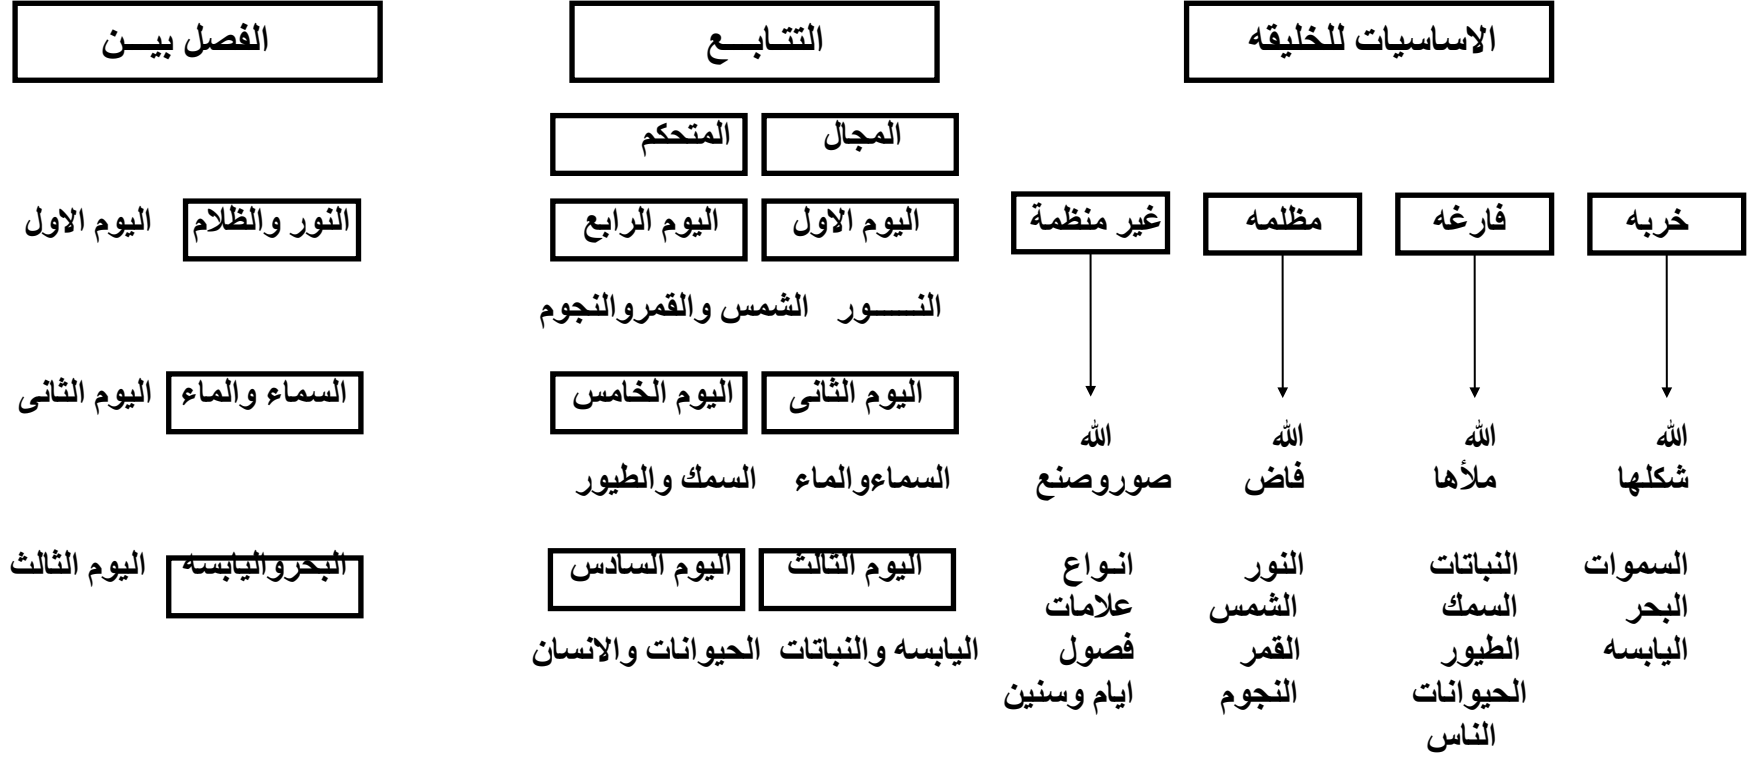 الاساسيات للخليقه
التتـابـــع
الفصل بيـــن
المجال
المتحكم
خربه
فارغه
مظلمه
غير منظمة
اليوم الاول
اليوم الرابع
النور والظلام
اليوم الاول
النـــــور
الشمس والقمروالنجوم
اليوم الثانى
اليوم الخامس
السماء والماء
اليوم الثانى
الله
شكلها
الله
ملأها
الله
فاض
الله
صوروصنع
السماءوالماء
السمك والطيور
اليوم الثالث
اليوم السادس
البحرواليابسه
اليوم الثالث
السموات
البحر
اليابسه
النباتات
السمك
الطيور
الحيوانات
الناس
النور
الشمس
القمر
النجوم
انـواع
علامات
فصول
ايام وسنين
اليابسه والنباتات
الحيوانات والانسان